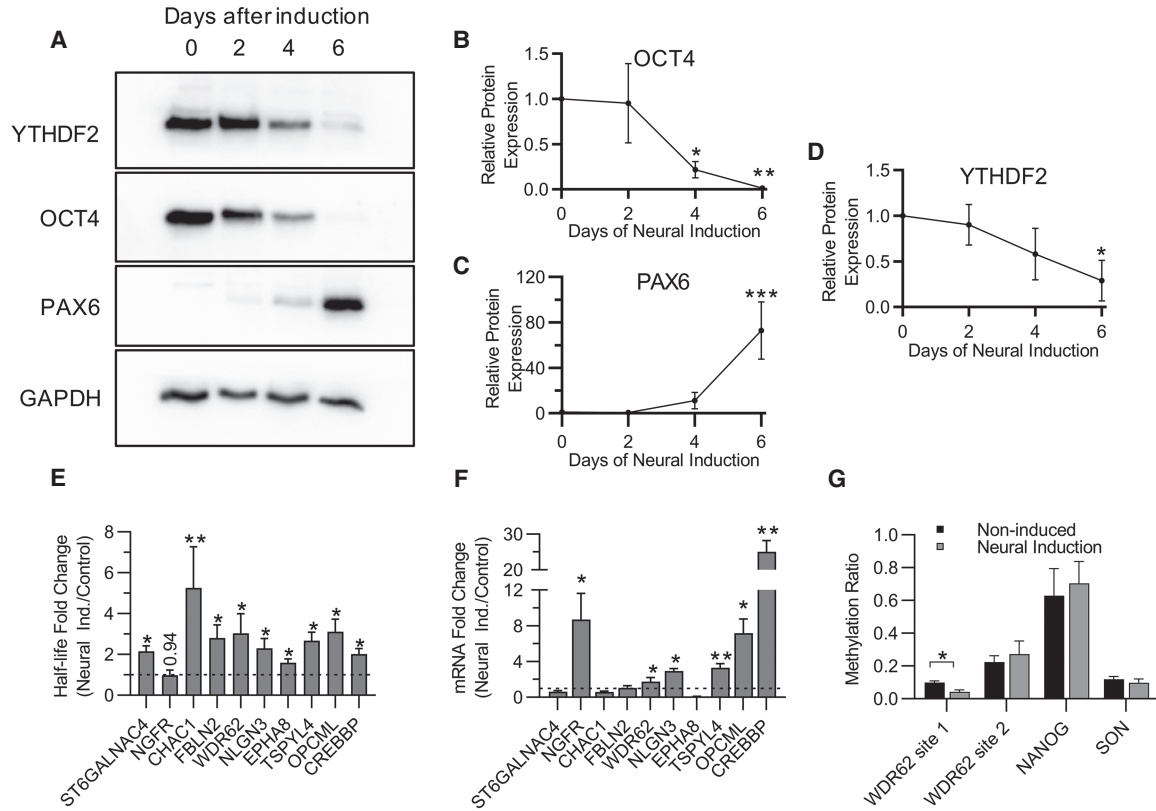 A
Days after induction
0 2 4 6
YTHDF2
OCT4
PAX6
GAPDH
B
OCT4
Relative Protein
Expression
1.5
1.0
0.5
0.0
*
**
0 2 4 6
Days of Neural Induction
C
PAX6
Relative Protein
Expression
120
80
40
0
***
0 2 4 6
Days of Neural Induction
D
YTHDF2
Relative Protein
Expression
1.5
1.0
0.5
0.0
*
0 2 4 6
Days of Neural Induction
E
Half-life Fold Change
(Neural Ind./Control)
8
6
4
2
0
* 0.94 ** * * * * * * *
ST6GALNAC4
NGFR
CHAC1
FBLN2
WDR62
NLGN3
EPHA8
TSPYL4
OPCML
CREBBP
F
mRNA Fold Change
(Neural Ind./Control)
30
20
12
8
4
0
* * * ** * **
ST6GALNAC4
NGFR
CHAC1
FBLN2
WDR62
NLGN3
EPHA8
TSPYL4
OPCML
CREBBP
G
Methylation Ratio
1.0
0.8
0.6
0.4
0.2
0.0
Non-induced
Neural Induction
*
WDR62 site 1
WDR62 site 2
NANOG
SON